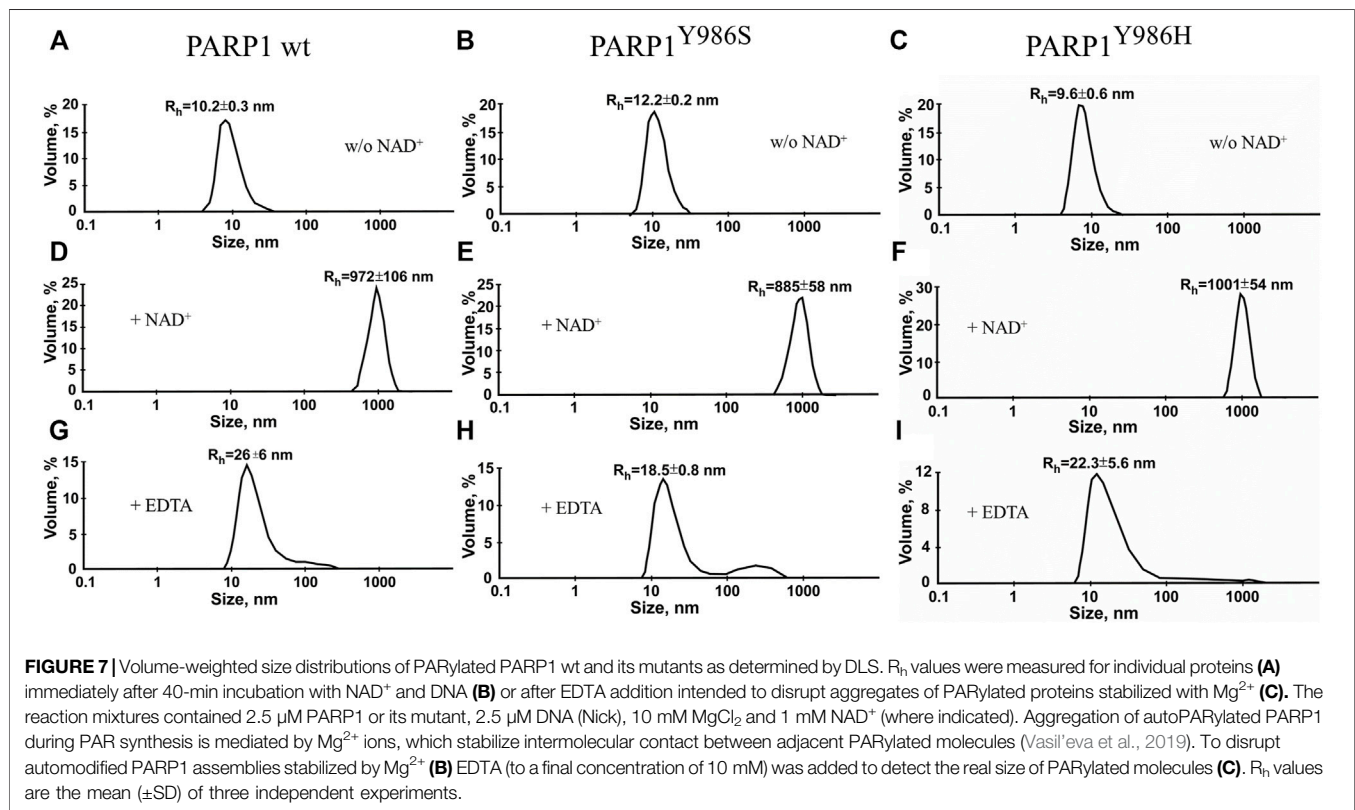 A PARP1 wt
B PARP1^Y986S
C PARP1^Y986H
R_h=10.2±0.3 nm
Volume, %
20
15
10
5
0
w/o NAD⁺
0.1 1 10 100 1000
Size, nm
R_h=12.2±0.2 nm
Volume, %
20
15
10
5
0
w/o NAD⁺
0.1 1 10 100 1000
Size, nm
R_h=9.6±0.6 nm
Volume, %
20
15
10
5
0
w/o NAD⁺
0.1 1 10 100 1000
Size, nm
D
R_h=972±106 nm
Volume, %
25
20
15
10
5
0
+ NAD⁺
0.1 1 10 100 1000
Size, nm
E
R_h=885±58 nm
Volume, %
25
20
15
10
5
0
+ NAD⁺
0.1 1 10 100 1000
Size, nm
F
R_h=1001±54 nm
Volume, %
30
20
10
0
+ NAD⁺
0.1 1 10 100 1000
Size, nm
G
R_h=26 ±6 nm
Volume, %
15
10
5
0
+ EDTA
0.1 1 10 100 1000
Size, nm
H
R_h=18.5±0.8 nm
Volume, %
15
10
5
0
+ EDTA
0.1 1 10 100 1000
Size, nm
I
R_h=22.3±5.6 nm
Volume, %
12
8
4
0
+ EDTA
0.1 1 10 100 1000
Size, nm
FIGURE 7 | Volume-weighted size distributions of PARylated PARP1 wt and its mutants as determined by DLS. R_h values were measured for individual proteins (A)
immediately after 40-min incubation with NAD⁺ and DNA (B) or after EDTA addition intended to disrupt aggregates of PARylated proteins stabilized with Mg²⁺ (C). The
reaction mixtures contained 2.5 µM PARP1 or its mutant, 2.5 µM DNA (Nick), 10 mM MgCl₂ and 1 mM NAD⁺ (where indicated). Aggregation of autoPARylated PARP1
during PAR synthesis is mediated by Mg²⁺ ions, which stabilize intermolecular contact between adjacent PARylated molecules (Vasil'eva et al., 2019). To disrupt
automodified PARP1 assemblies stabilized by Mg²⁺ (B) EDTA (to a final concentration of 10 mM) was added to detect the real size of PARylated molecules (C). R_h values
are the mean (±SD) of three independent experiments.